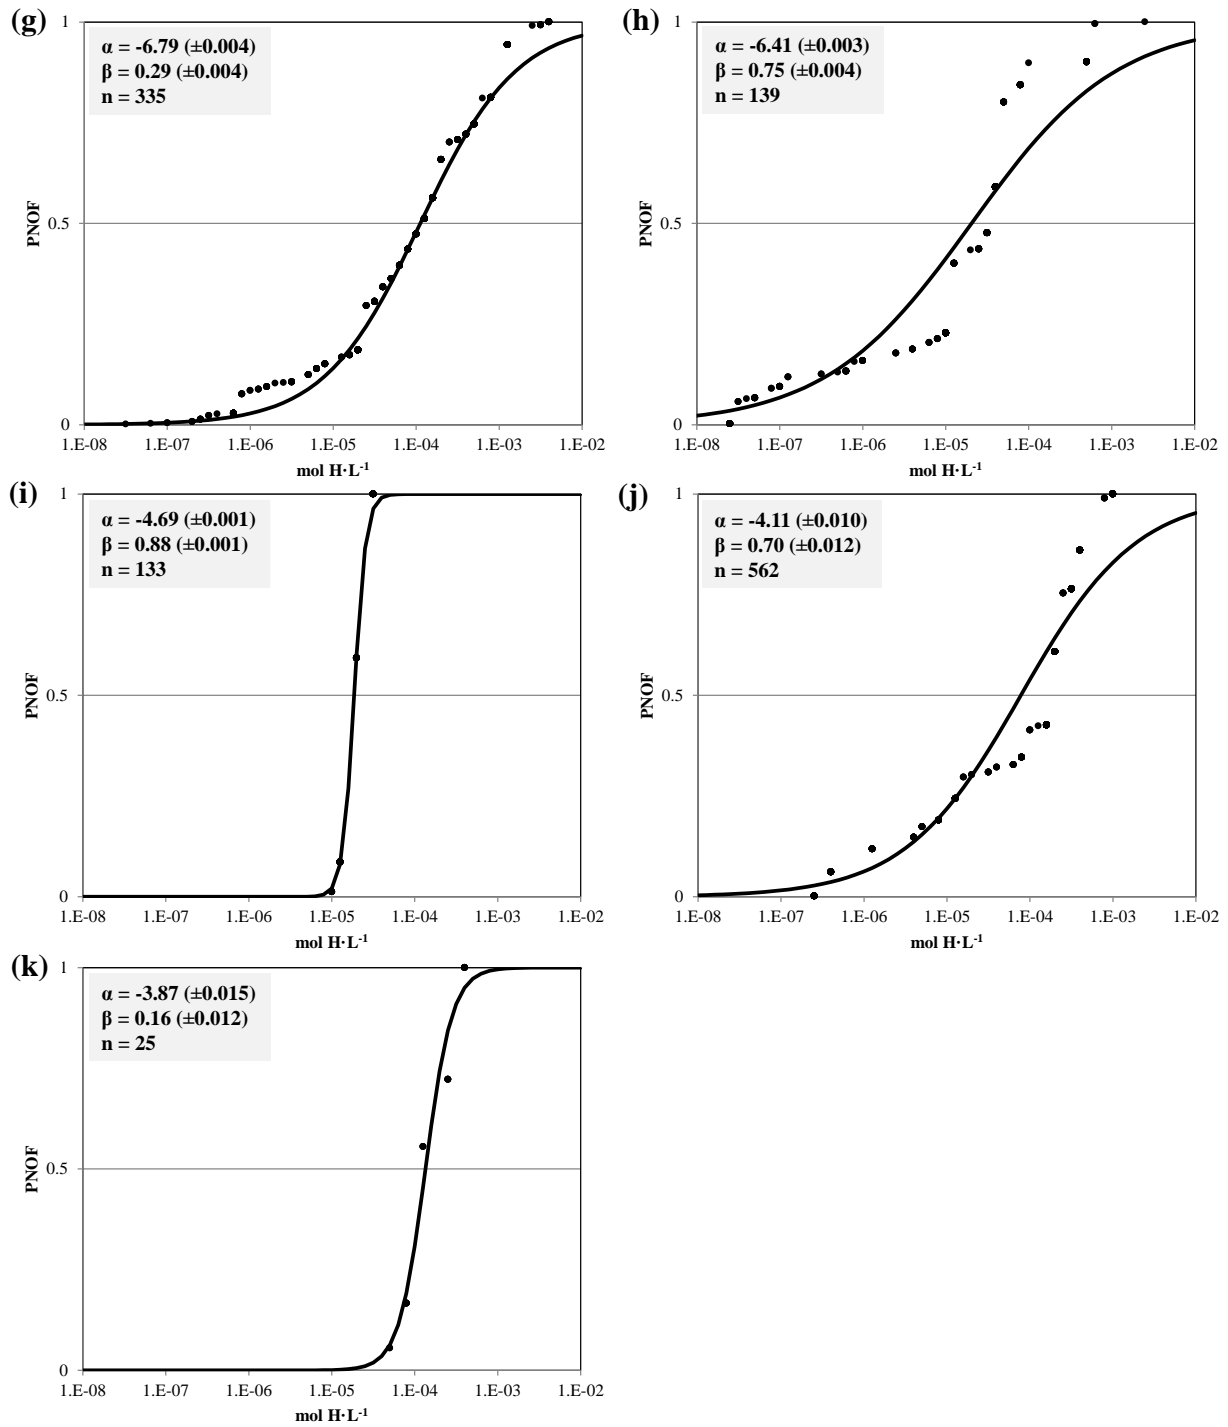 (g)
α = -6.79 (±0.004)
β = 0.29 (±0.004)
n = 335
1
0.5
0
PNOF
1.E-08 1.E-07 1.E-06 1.E-05 1.E-04 1.E-03 1.E-02
mol H·L⁻¹
(h)
α = -6.41 (±0.003)
β = 0.75 (±0.004)
n = 139
1
0.5
0
PNOF
1.E-08 1.E-07 1.E-06 1.E-05 1.E-04 1.E-03 1.E-02
mol H·L⁻¹
(i)
α = -4.69 (±0.001)
β = 0.88 (±0.001)
n = 133
1
0.5
0
PNOF
1.E-08 1.E-07 1.E-06 1.E-05 1.E-04 1.E-03 1.E-02
mol H·L⁻¹
(j)
α = -4.11 (±0.010)
β = 0.70 (±0.012)
n = 562
1
0.5
0
PNOF
1.E-08 1.E-07 1.E-06 1.E-05 1.E-04 1.E-03 1.E-02
mol H·L⁻¹
(k)
α = -3.87 (±0.015)
β = 0.16 (±0.012)
n = 25
1
0.5
0
PNOF
1.E-08 1.E-07 1.E-06 1.E-05 1.E-04 1.E-03 1.E-02
mol H·L⁻¹